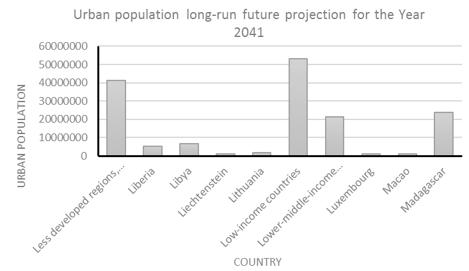 Urban population long-run future projection for the Year
2041
60000000
50000000
40000000
30000000
20000000
10000000
0
URBAN POPULATION
Less developed regions,...
Liberia
Libya
Liechtenstein
Lithuania
Low-income countries
Lower-middle-income...
Luxembourg
Macao
Madagascar
COUNTRY